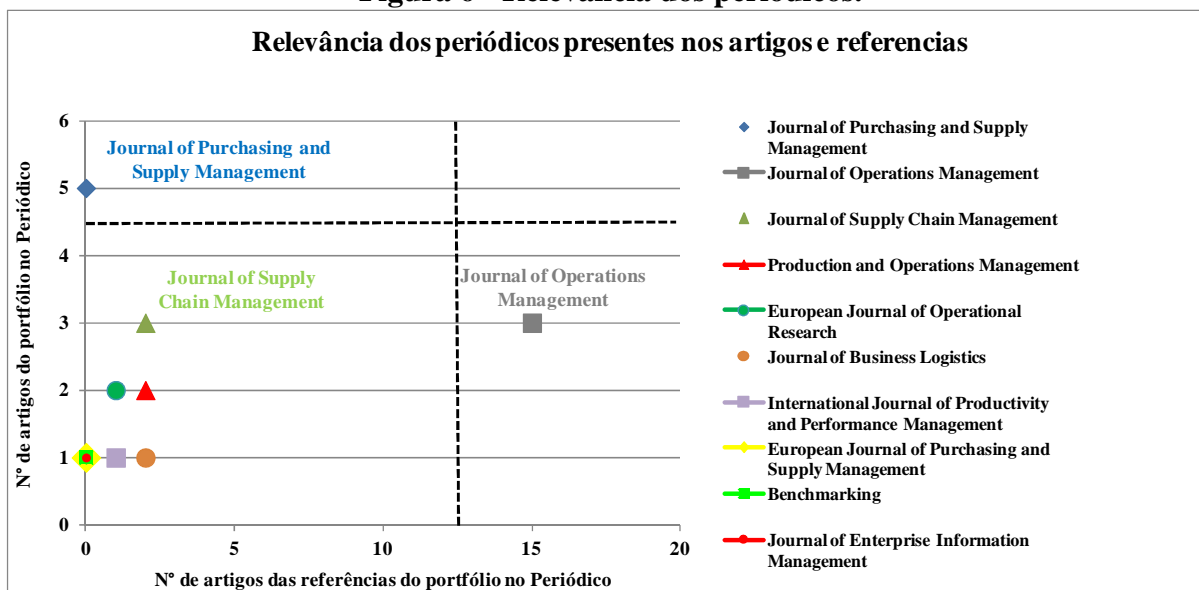 Figura 6 - Relevância dos periódicos.
Relevância dos periódicos presentes nos artigos e referencias
N° de artigos do portfólio no Periódico
6
5
4
3
2
1
0
Journal of Purchasing and
Supply Management
Journal of Supply
Chain Management
Journal of Operations
Management
0
5
10
15
20
N° de artigos das referências do portfólio no Periódico
Journal of Purchasing and Supply
Management
Journal of Operations Management
Journal of Supply Chain Management
Production and Operations Management
European Journal of Operational
Research
Journal of Business Logistics
International Journal of Productivity
and Performance Management
European Journal of Purchasing and
Supply Management
Benchmarking
Journal of Enterprise Information
Management